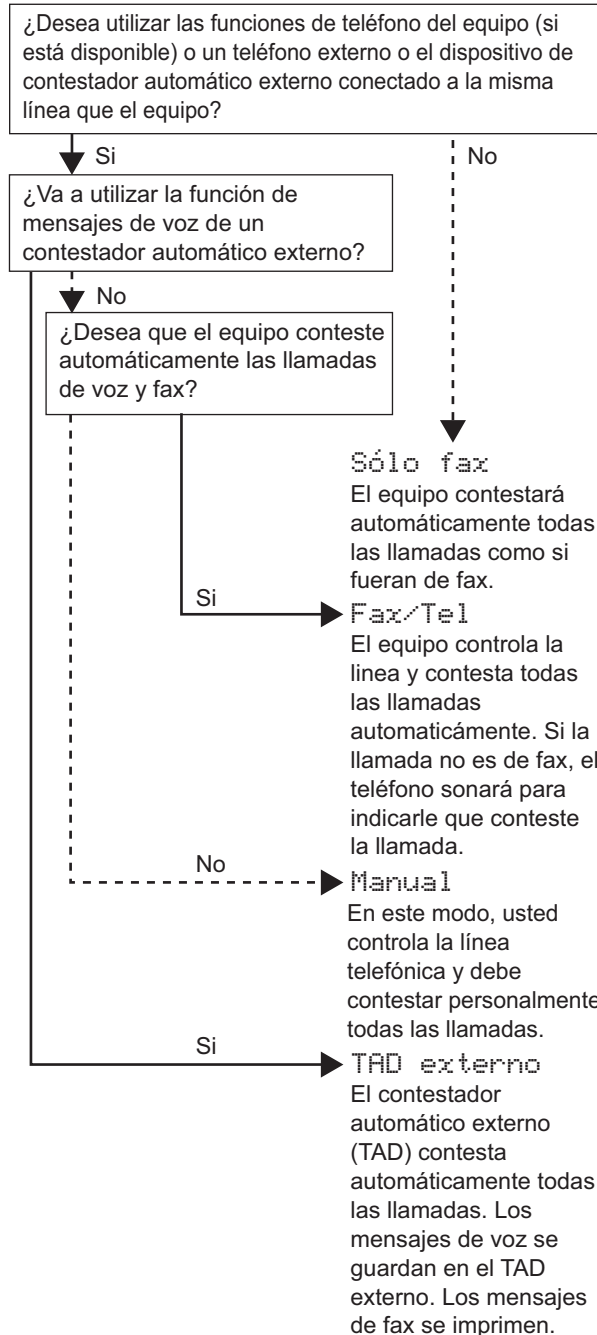 ¿Desea utilizar las funciones de teléfono del equipo (si
está disponible) o un teléfono externo o el dispositivo de
contestador automático externo conectado a la misma
línea que el equipo?
Si
No
¿Va a utilizar la función de
mensajes de voz de un
contestador automático externo?
No
¿Desea que el equipo conteste
automáticamente las llamadas
de voz y fax?
Sólo fax
El equipo contestará
automáticamente todas
las llamadas como si
fueran de fax.
Si
Fax/Tel
El equipo controla la
linea y contesta todas
las llamadas
automaticámente. Si la
llamada no es de fax, el
teléfono sonará para
indicarle que conteste
la llamada.
No
Manual
En este modo, usted
controla la línea
telefónica y debe
contestar personalmente
todas las llamadas.
Si
TAD externo
El contestador
automático externo
(TAD) contesta
automáticamente todas
las llamadas. Los
mensajes de voz se
guardan en el TAD
externo. Los mensajes
de fax se imprimen.